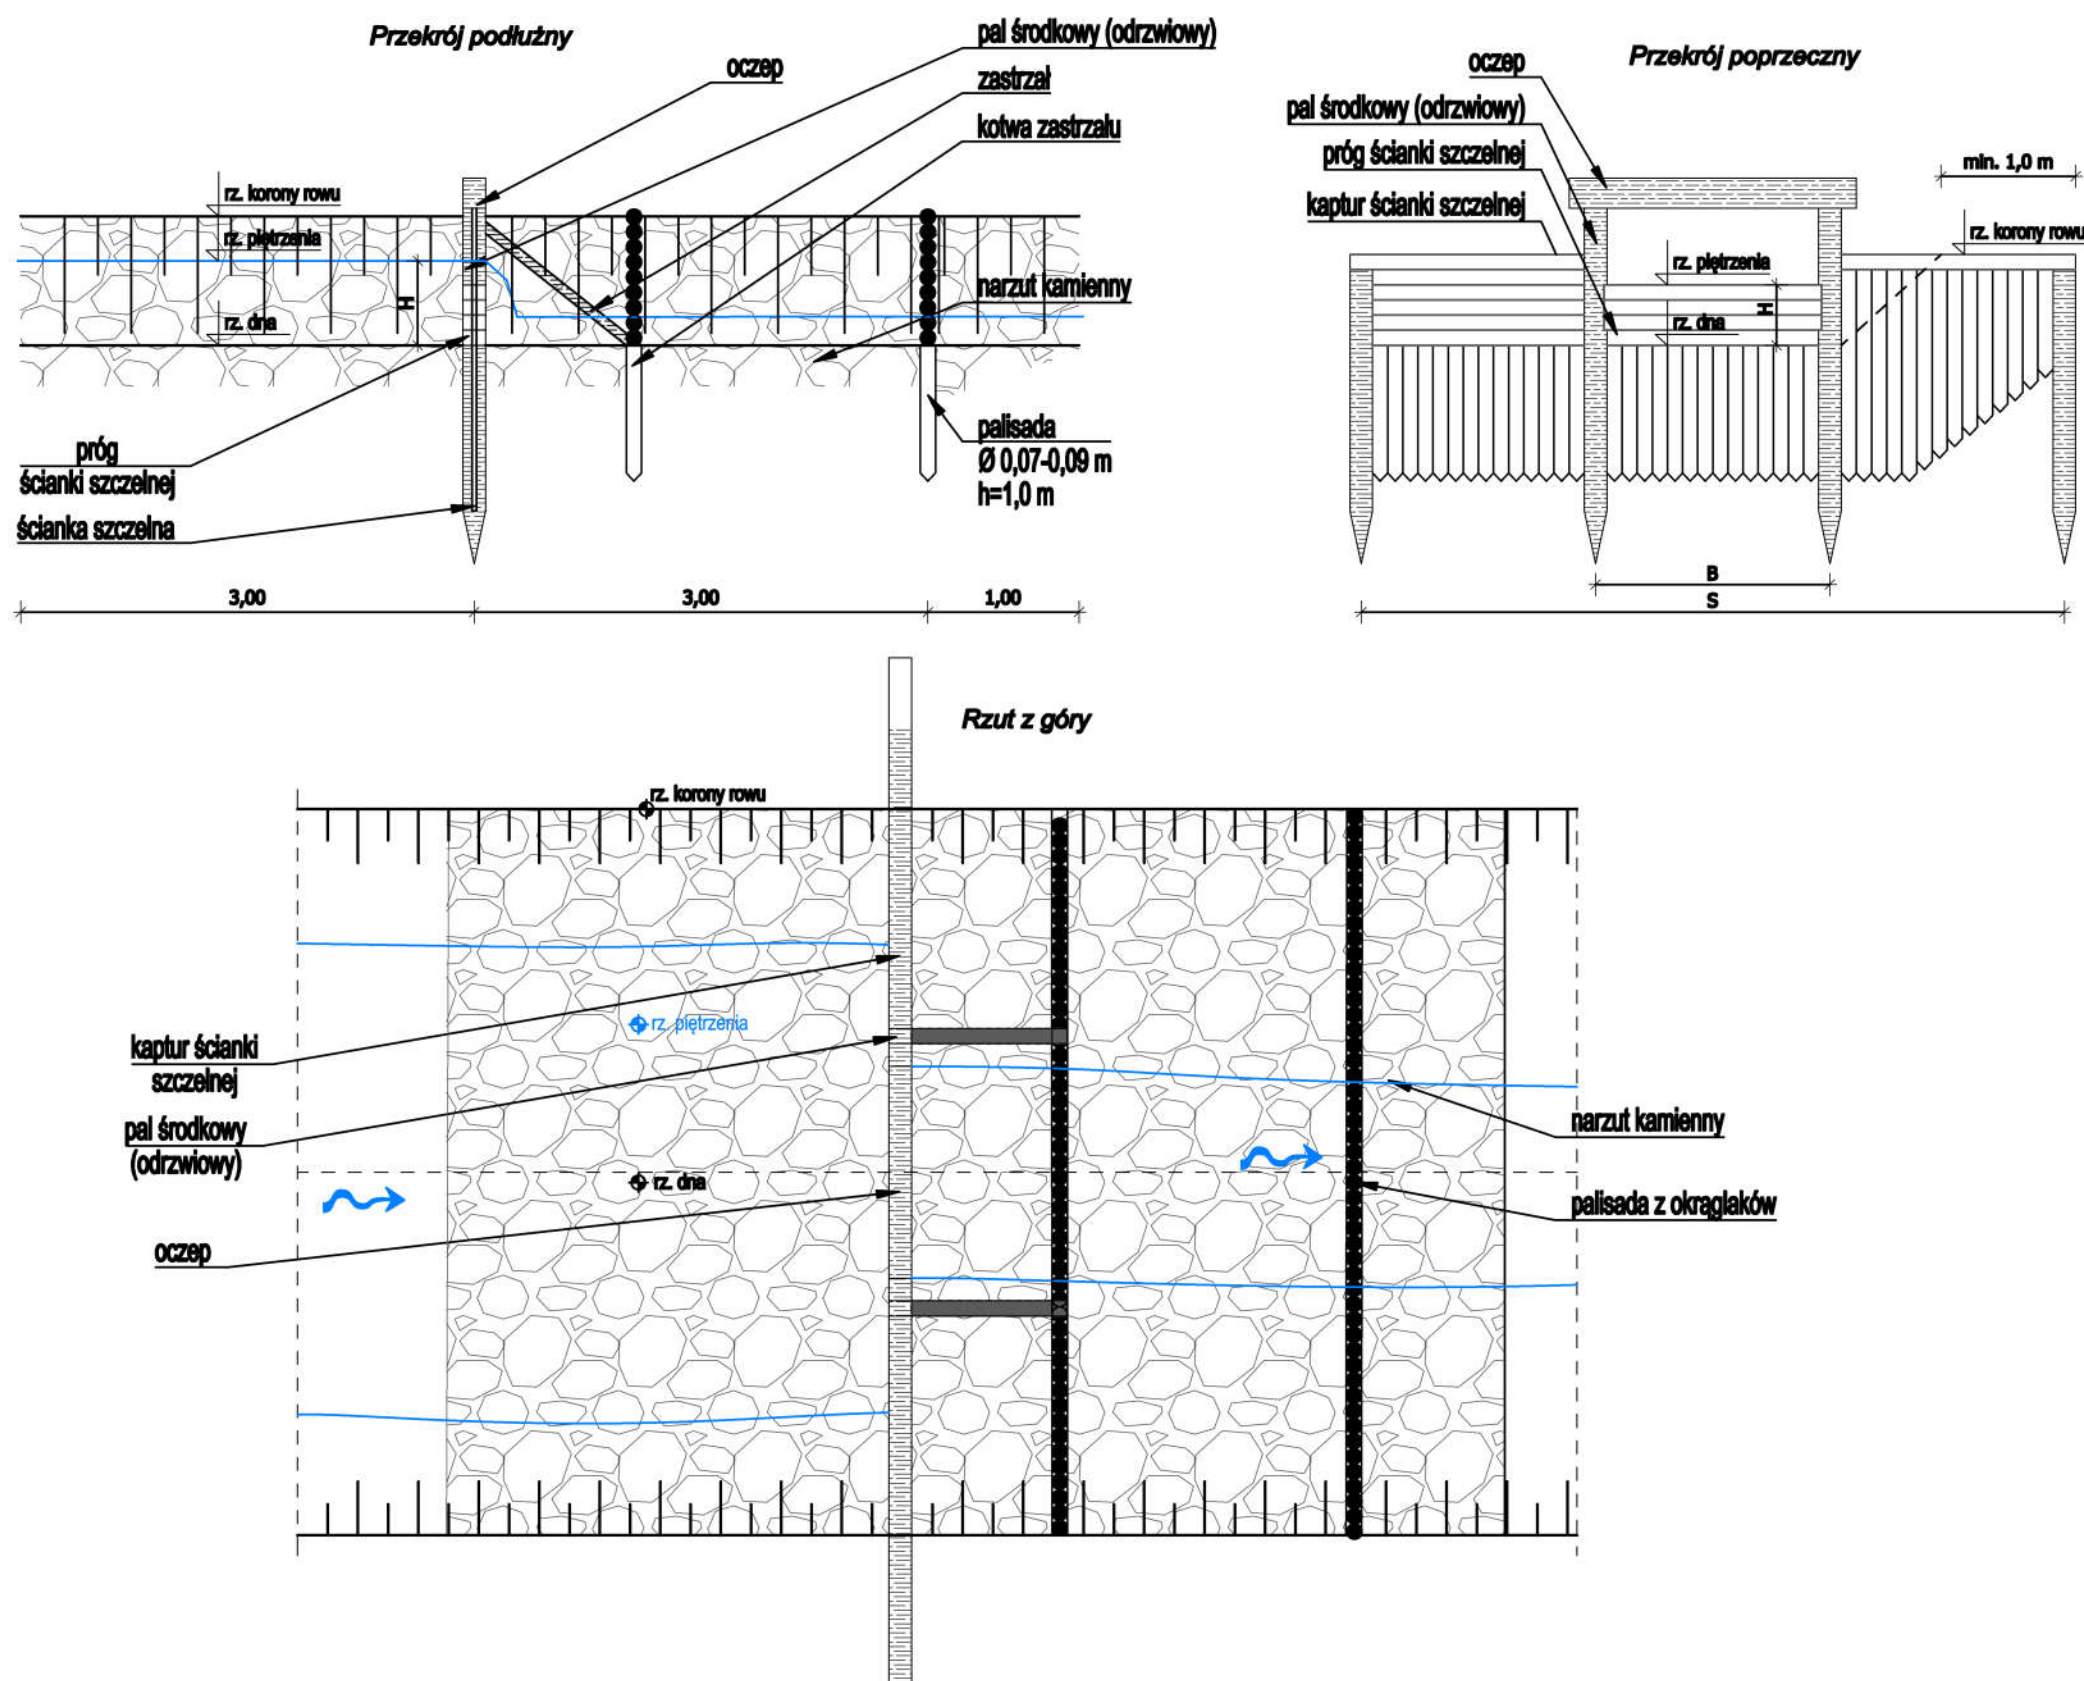 Przekrój podłużny
oczep
pal środkowy (odrzwiowy)
zastrzał
kotwa zastrzału
rz. korony rowu
rz. piętrzenia
H
rz. dna
narzut kamienny
próg
ścianki szczelnej
ścianka szczelna
palisada
Ø 0,07-0,09 m
h=1,0 m
3,00
3,00
1,00
Przekrój poprzeczny
oczep
pal środkowy (odrzwiowy)
próg ścianki szczelnej
kaptur ścianki szczelnej
min. 1,0 m
rz. korony rowu
rz. piętrzenia
H
rz. dna
B
S
Rzut z góry
rz. korony rowu
rz. piętrzenia
kaptur ścianki
szczelnej
pal środkowy
(odrzwiowy)
rz. dna
oczep
narzut kamienny
palisada z okrąglaków